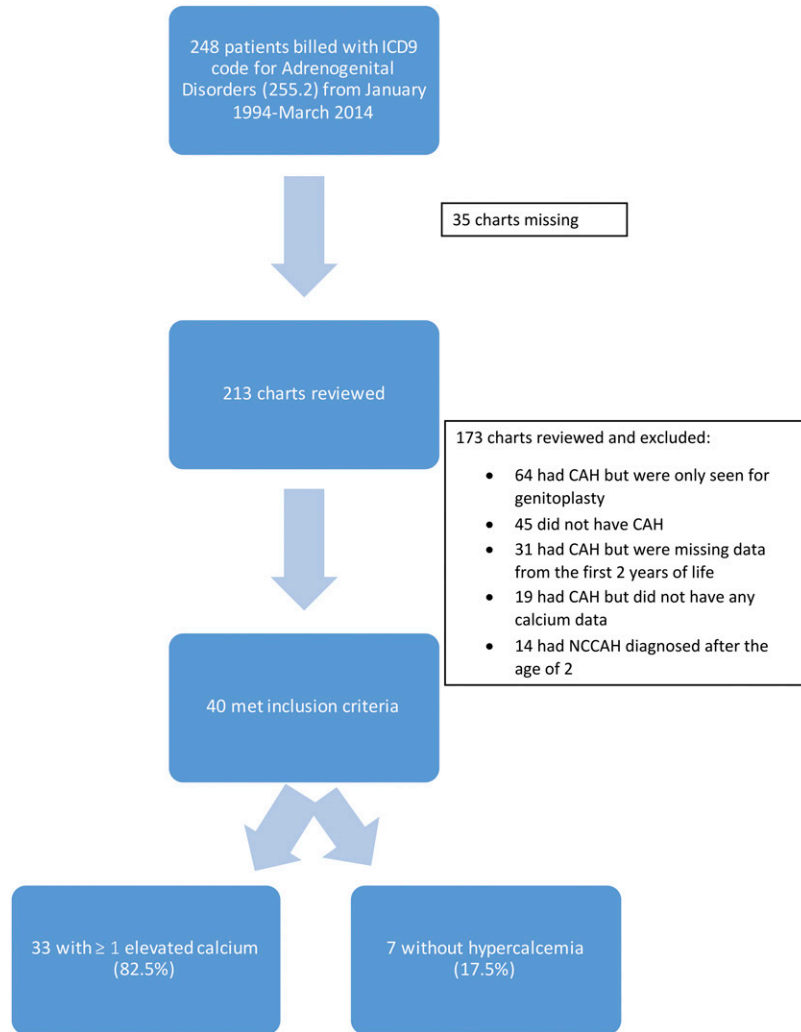 248 patients billed with ICD9
code for Adrenogenital
Disorders (255.2) from January
1994-March 2014
35 charts missing
213 charts reviewed
173 charts reviewed and excluded:
• 64 had CAH but were only seen for
genitoplasty
• 45 did not have CAH
• 31 had CAH but were missing data
from the first 2 years of life
• 19 had CAH but did not have any
calcium data
• 14 had NCCAH diagnosed after the
age of 2
40 met inclusion criteria
33 with ≥ 1 elevated calcium
(82.5%)
7 without hypercalcemia
(17.5%)